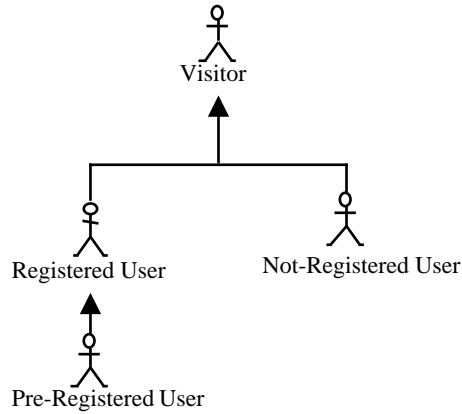 Visitor
Registered User
Not-Registered User
Pre-Registered User